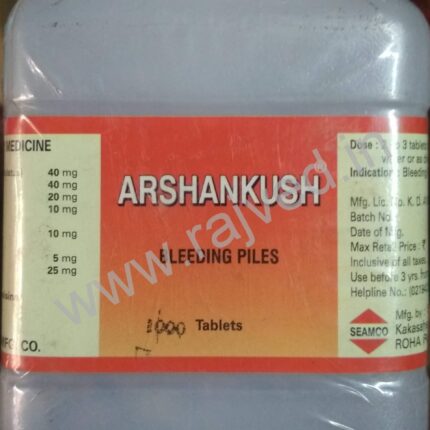 MEDICINE
40 mg
40 mg
20 mg
10 mg
10 mg
5 mg
25 mg
CO.
ARSHANKUSH
BLEEDING PILES
1000 Tablets
Dose : 3 tablets
Indication : Bleeding
Mfg. Lic. No. K. D.
Batch No.
Date of Mfg.
Max Retail Price : ₹
Inclusive of all taxes.
Use before 3 yrs. from
Helpline No.:
SEAMCO
Mfg. by
ROHA
www.rajved.in